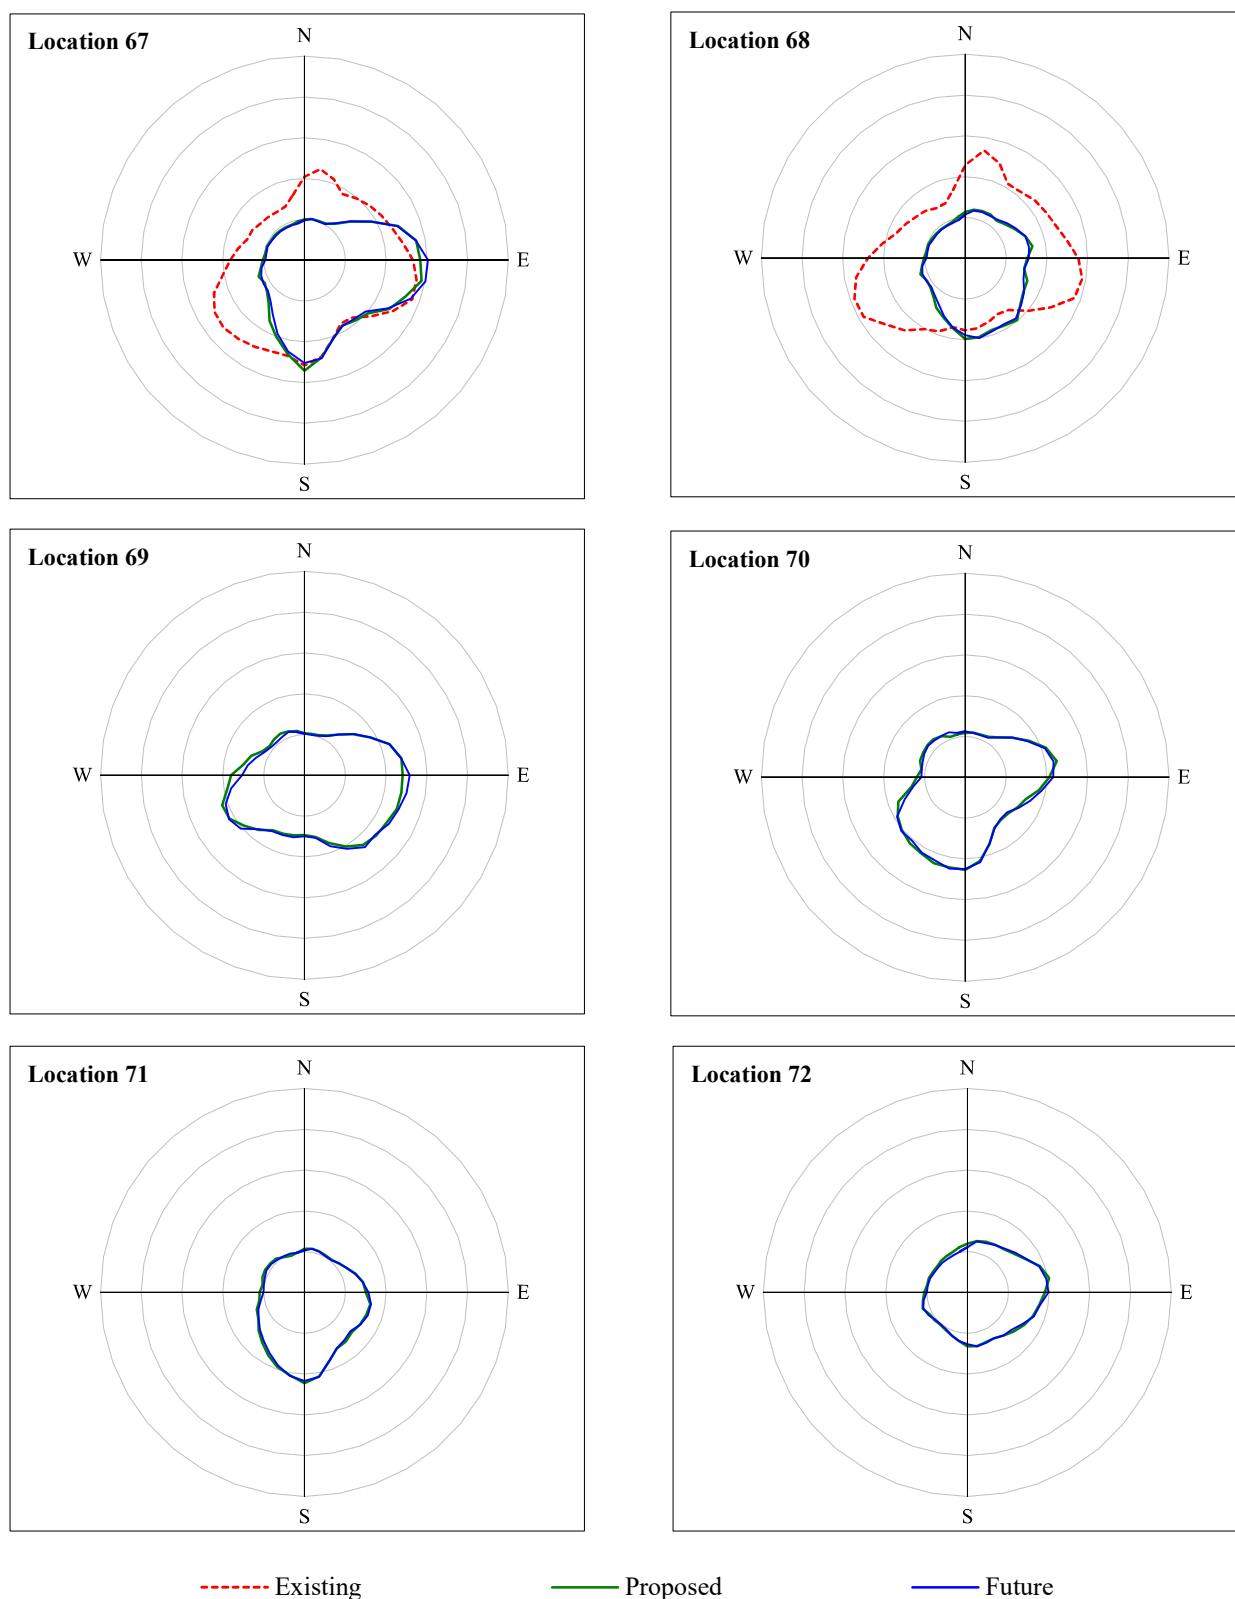 Location 67
N
W
E
S
Location 68
N
W
E
S
Location 69
N
W
E
S
Location 70
N
W
E
S
Location 71
N
W
E
S
Location 72
N
W
E
S
Existing
Proposed
Future